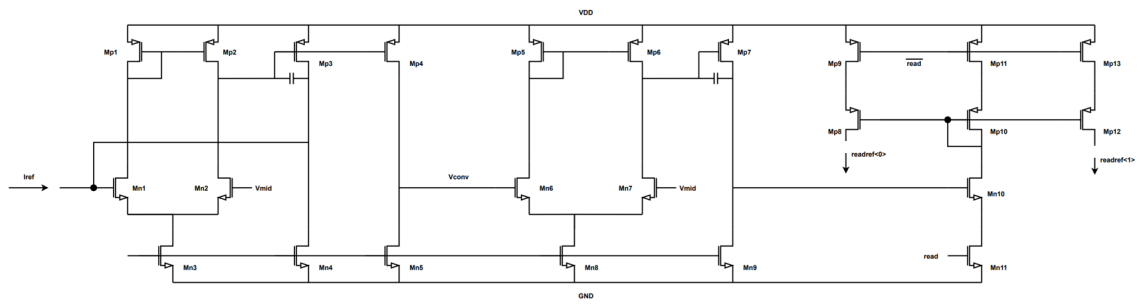 VDD
Mp1
Mp2
Mp3
Mp4
Mp5
Mp6
Mp7
Mp9
read
Mp11
Mp13
Mp8
Mp10
Mp12
readref<0>
readref<1>
Iref
Mn1
Mn2
Vmid
Vconv
Mn6
Mn7
Vmid
Mn10
Mn3
Mn4
Mn5
Mn8
Mn9
read
Mn11
GND